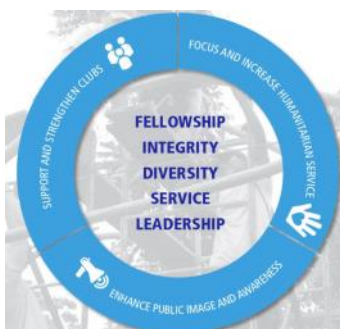 SUPPORT AND STRENGTHEN CLUBS
FOCUS AND INCREASE HUMANITARIAN SERVICE
FELLOWSHIP
INTEGRITY
DIVERSITY
SERVICE
LEADERSHIP
ENHANCE PUBLIC IMAGE AND AWARENESS